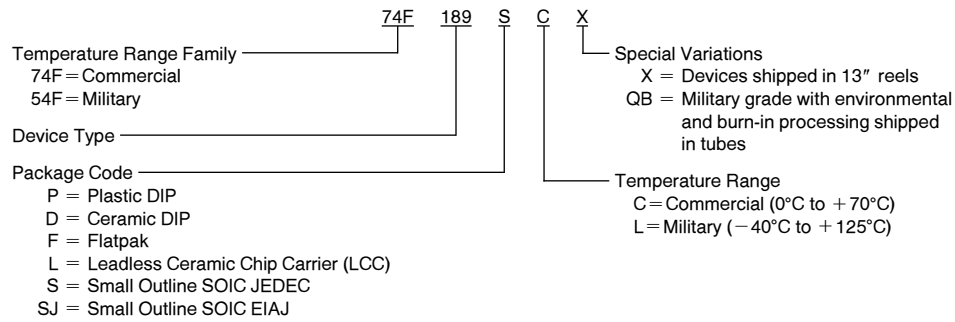 74F 189 S C X
Temperature Range Family
74F = Commercial
54F = Military
Device Type
Package Code
P = Plastic DIP
D = Ceramic DIP
F = Flatpak
L = Leadless Ceramic Chip Carrier (LCC)
S = Small Outline SOIC JEDEC
SJ = Small Outline SOIC EIAJ
Special Variations
X = Devices shipped in 13″ reels
QB = Military grade with environmental
and burn-in processing shipped
in tubes
Temperature Range
C = Commercial (0°C to +70°C)
L = Military (−40°C to +125°C)